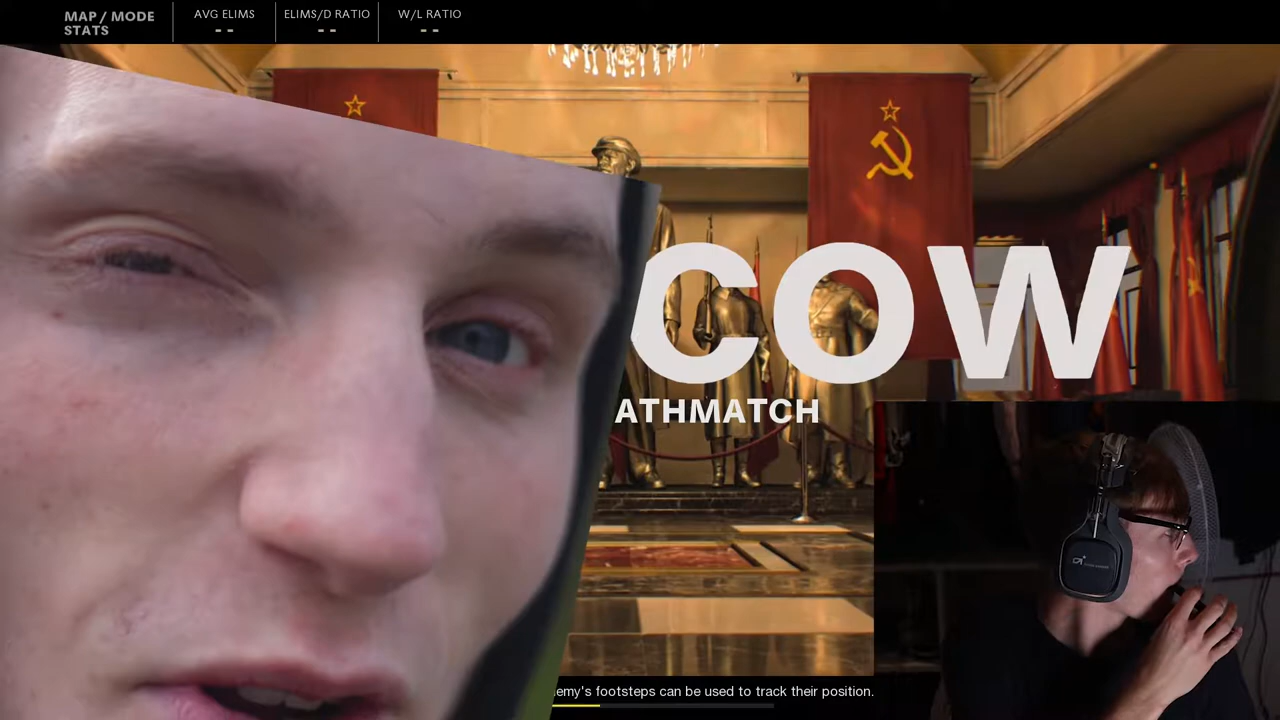 MAP / MODE
STATS
AVG ELIMS
- -
ELIMS/D RATIO
- -
W/L RATIO
- -
COW
ATHMATCH
emy's footsteps can be used to track their position.